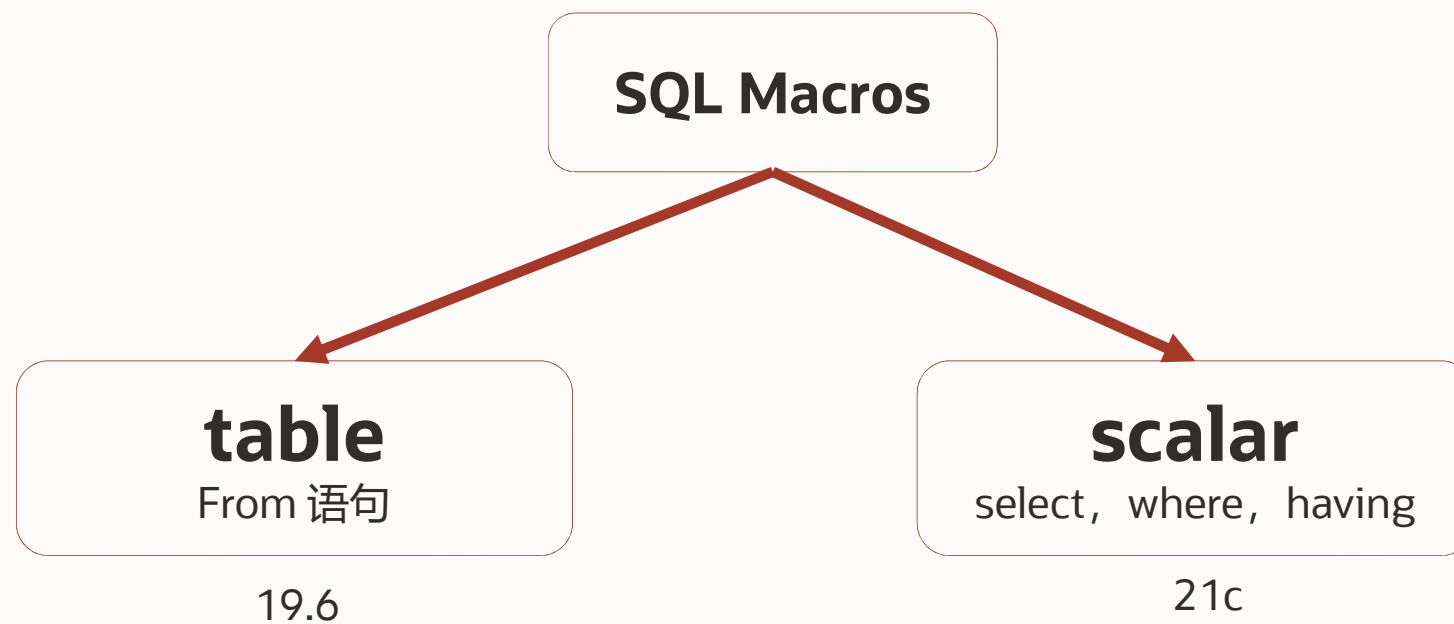 SQL Macros
table
From 语句
19.6
scalar
select，where，having
21c